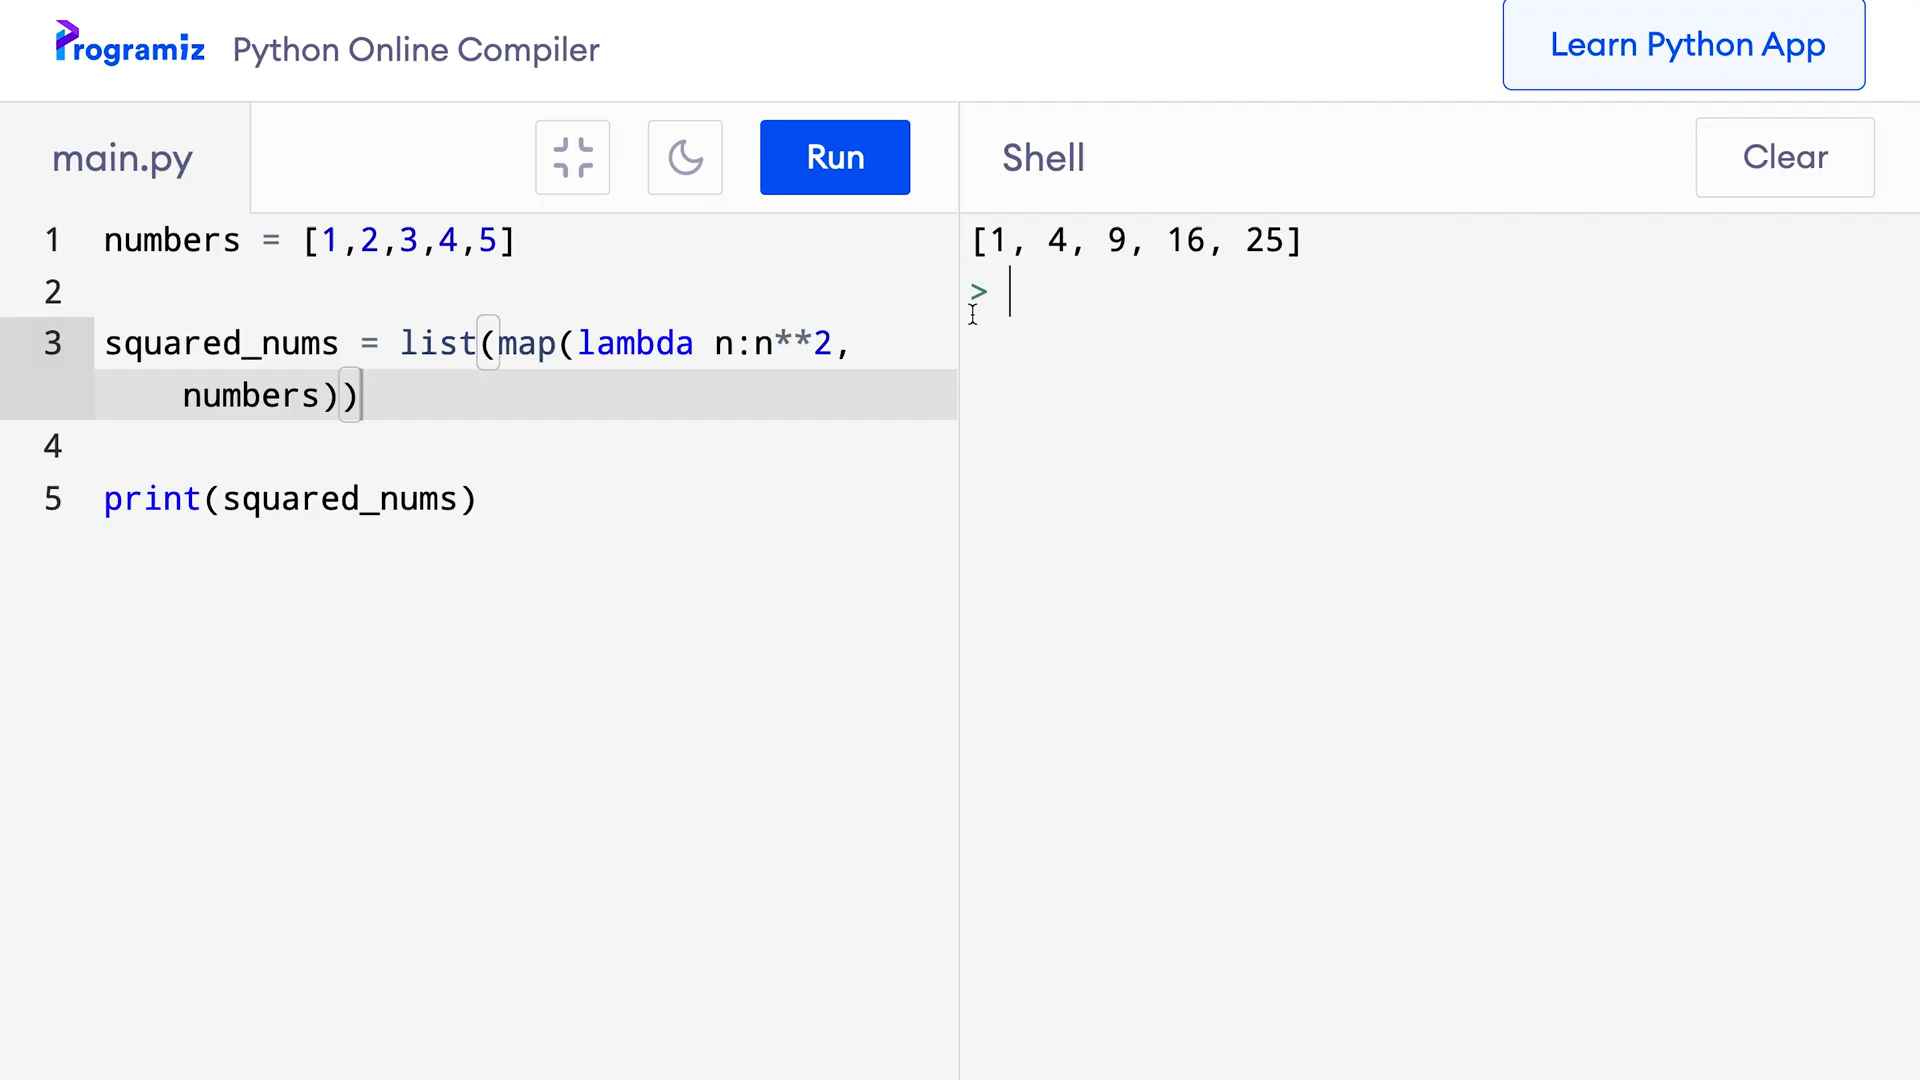 Programiz Python Online Compiler
Learn Python App
main.py
Run
1 numbers = [1,2,3,4,5]
2
3 squared_nums = list(map(lambda n:n**2,
numbers))
4
5 print(squared_nums)
Shell
Clear
[1, 4, 9, 16, 25]
>